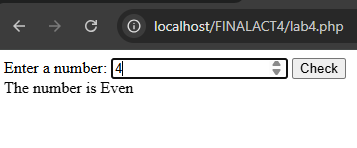 localhost/FINALACT4/lab4.php
Enter a number: 4 Check
The number is Even